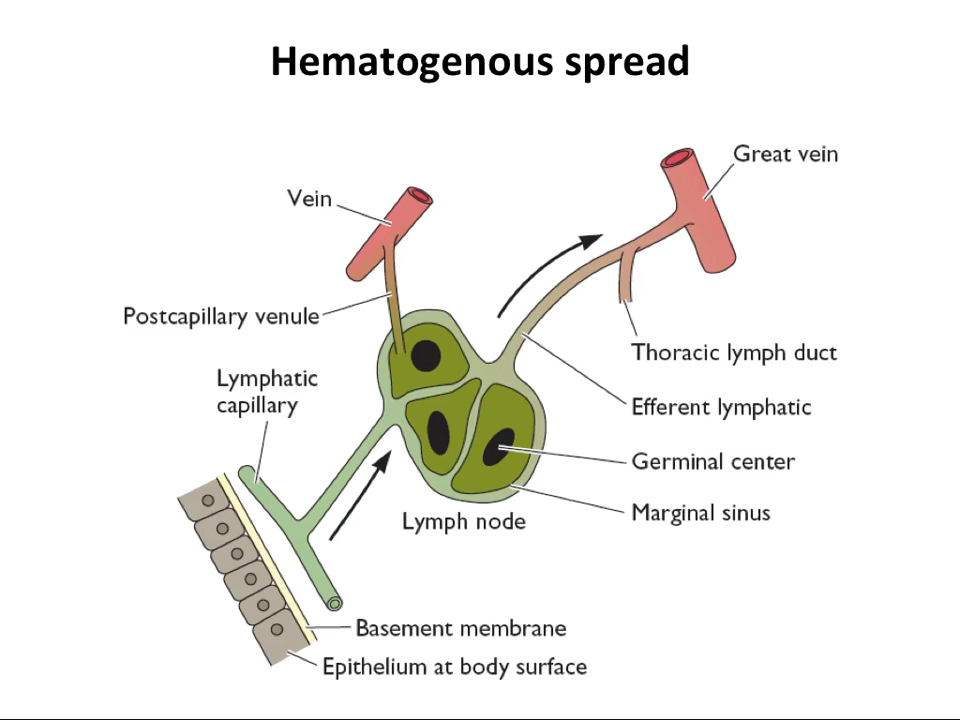 Hematogenous spread
Great vein
Vein
Postcapillary venule
Thoracic lymph duct
Lymphatic
capillary
Efferent lymphatic
Germinal center
Marginal sinus
Lymph node
Basement membrane
Epithelium at body surface